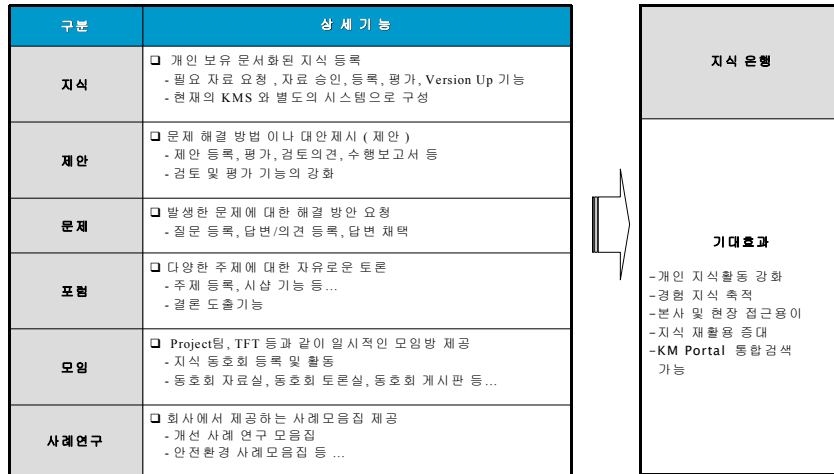 구분 상 세 기 능
지식
❑ 개인 보유 문서화된 지식 등록
- 필요 자료 요청 , 자료 승인, 등록, 평가, Version Up 기능
- 현재의 KMS 와 별도의 시스템으로 구성
제안
❑ 문제 해결 방법 이나 대안제시 ( 제안 )
- 제안 등록, 평가, 검토의견, 수행보고서 등
- 검토 및 평가 기능의 강화
문제
❑ 발생한 문제에 대한 해결 방안 요청
- 질문 등록, 답변/의견 등록, 답변 채택
포럼
❑ 다양한 주제에 대한 자유로운 토론
- 주제 등록, 시샵 기능 등...
- 결론 도출기능
모임
❑ Project팀, TFT 등과 같이 일시적인 모임방 제공
- 지식 동호회 등록 및 활동
- 동호회 자료실, 동호회 토론실, 동호회 게시판 등...
사례연구
❑ 회사에서 제공하는 사례모음집 제공
- 개선 사례 연구 모음집
- 안전환경 사례모음집 등 ...
지식 은행
기대효과
–개인 지식활동 강화
–경험 지식 축적
–본사 및 현장 접근용이
–지식 재활용 증대
–KM Portal 통합검색
가능